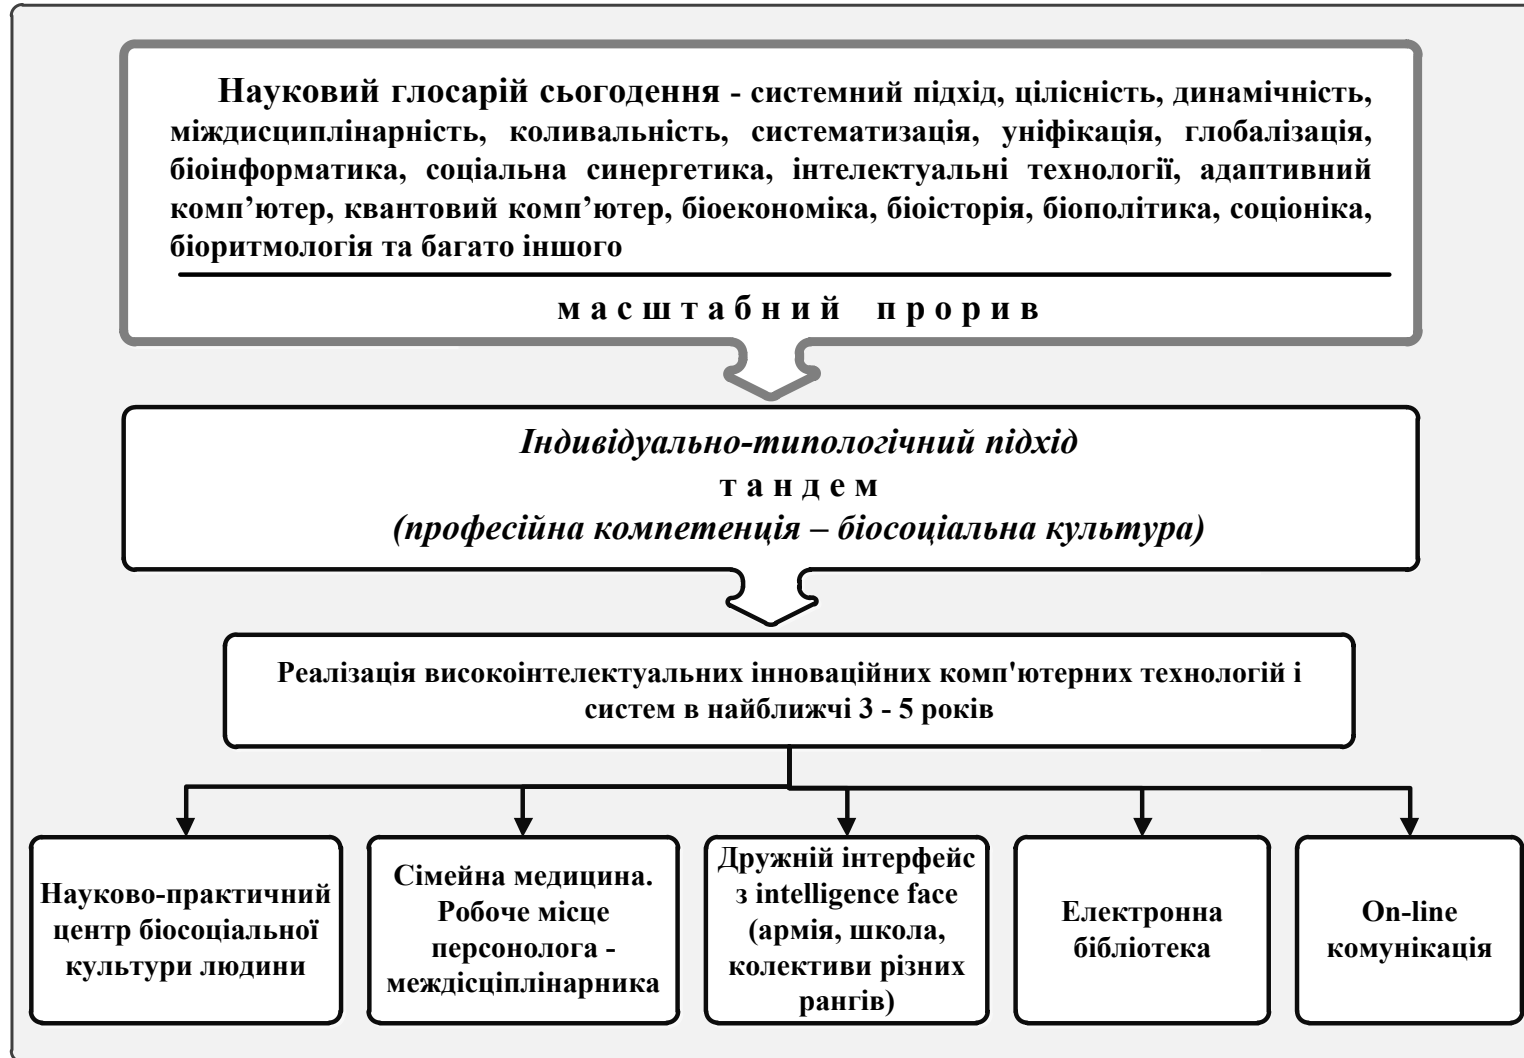 Науковий глосарій сьогодення - системний підхід, цілісність, динамічність,
міждисциплінарність, коливальність, систематизація, уніфікація, глобалізація,
біоінформатика, соціальна синергетика, інтелектуальні технології, адаптивний
комп’ютер, квантовий комп’ютер, біоекономіка, біоісторія, біополітика, соціоніка,
біоритмологія та багато іншого
масштабний прорив
Індивідуально-типологічний підхід
тандем
(професійна компетенція – біосоціальна культура)
Реалізація високоінтелектуальних інноваційних комп'ютерних технологій і
систем в найближчі 3 - 5 років
Науково-практичний
центр біосоціальної
культури людини
Сімейна медицина.
Робоче місце
персонолога -
междісціплінарника
Дружній інтерфейс
з intelligence face
(армія, школа,
колективи різних
рангів)
Електронна
бібліотека
On-line
комунікація